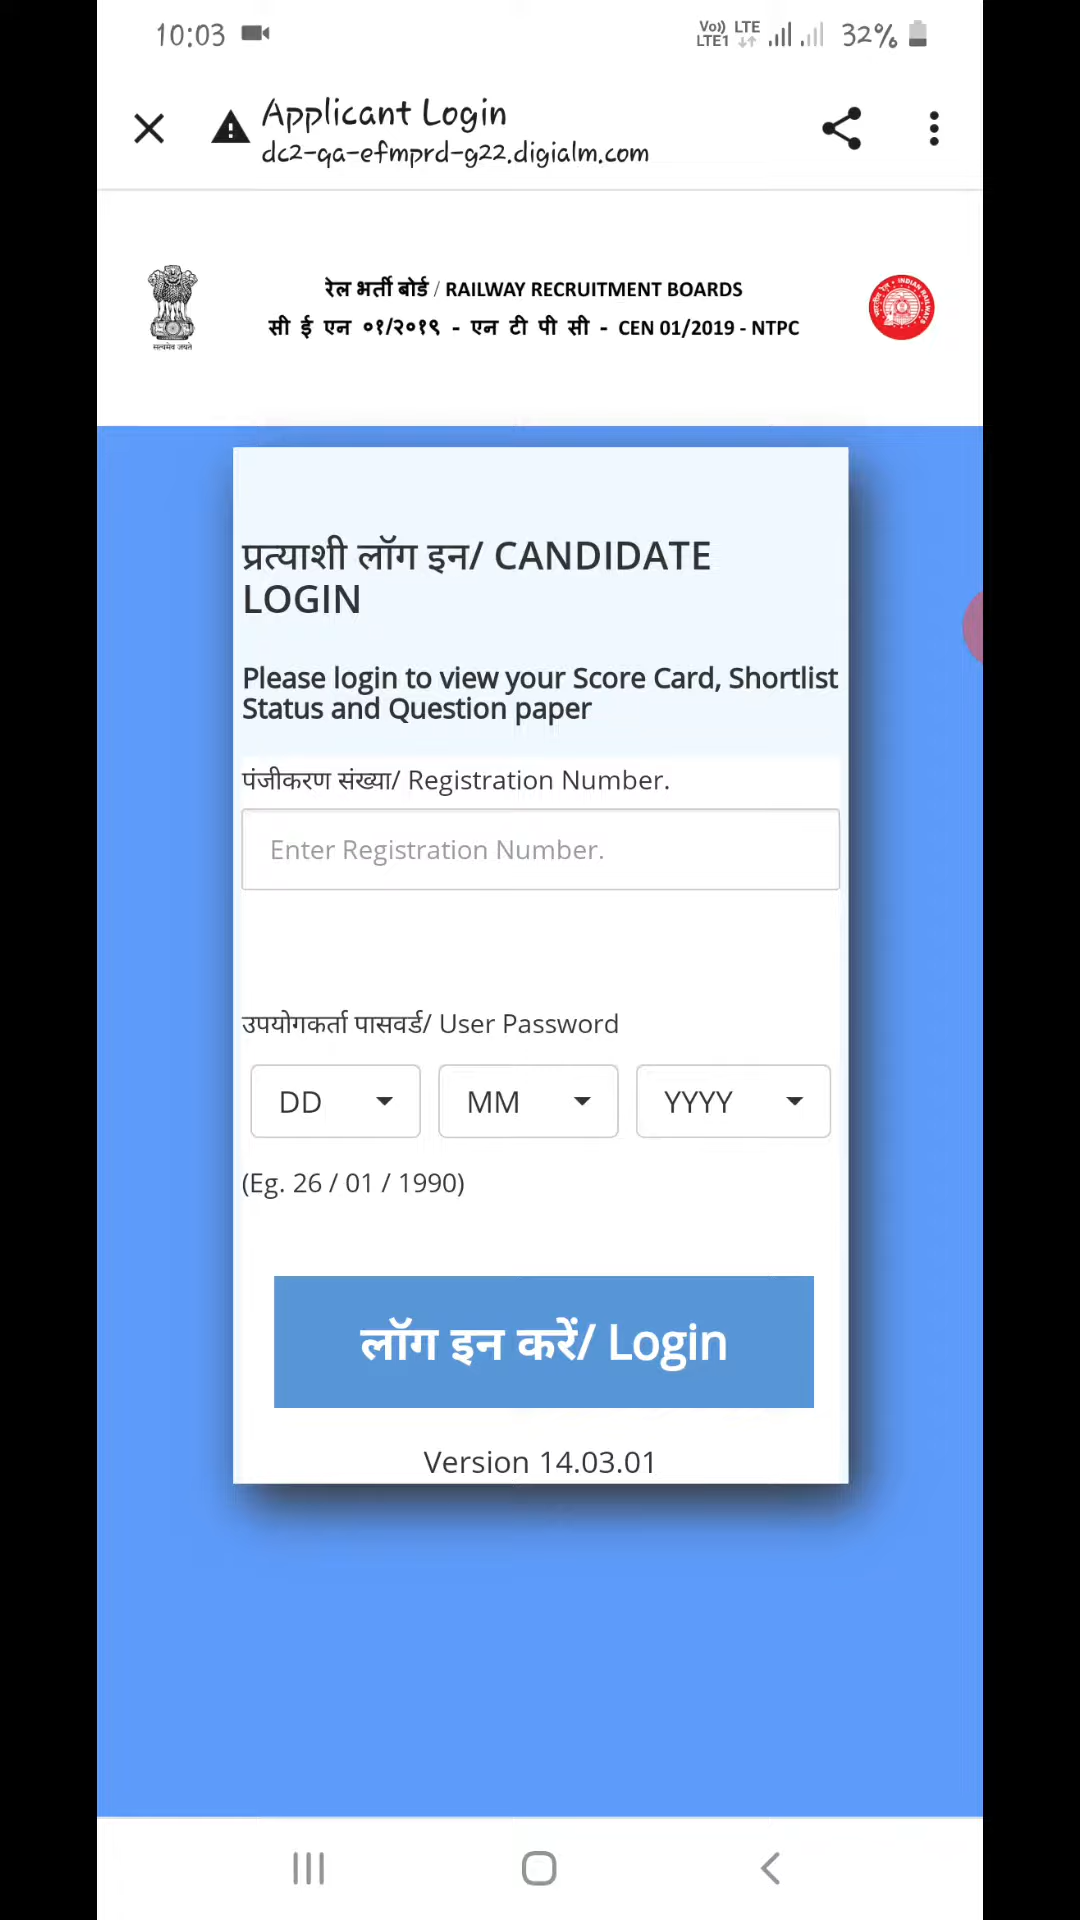 10:03
Vo)) LTE
LTE1
32%
Applicant Login
dc2-qa-efmprd-g22.digialm.com
रेल भर्ती बोर्ड / RAILWAY RECRUITMENT BOARDS
सी ई एन ०१/२०१९ - एन टी पी सी - CEN 01/2019 - NTPC
सत्यमेव जयते
प्रत्याशी लॉग इन/ CANDIDATE
LOGIN
Please login to view your Score Card, Shortlist
Status and Question paper
पंजीकरण संख्या/ Registration Number.
Enter Registration Number.
उपयोगकर्ता पासवर्ड/ User Password
DD MM YYYY
(Eg. 26 / 01 / 1990)
लॉग इन करें/ Login
Version 14.03.01